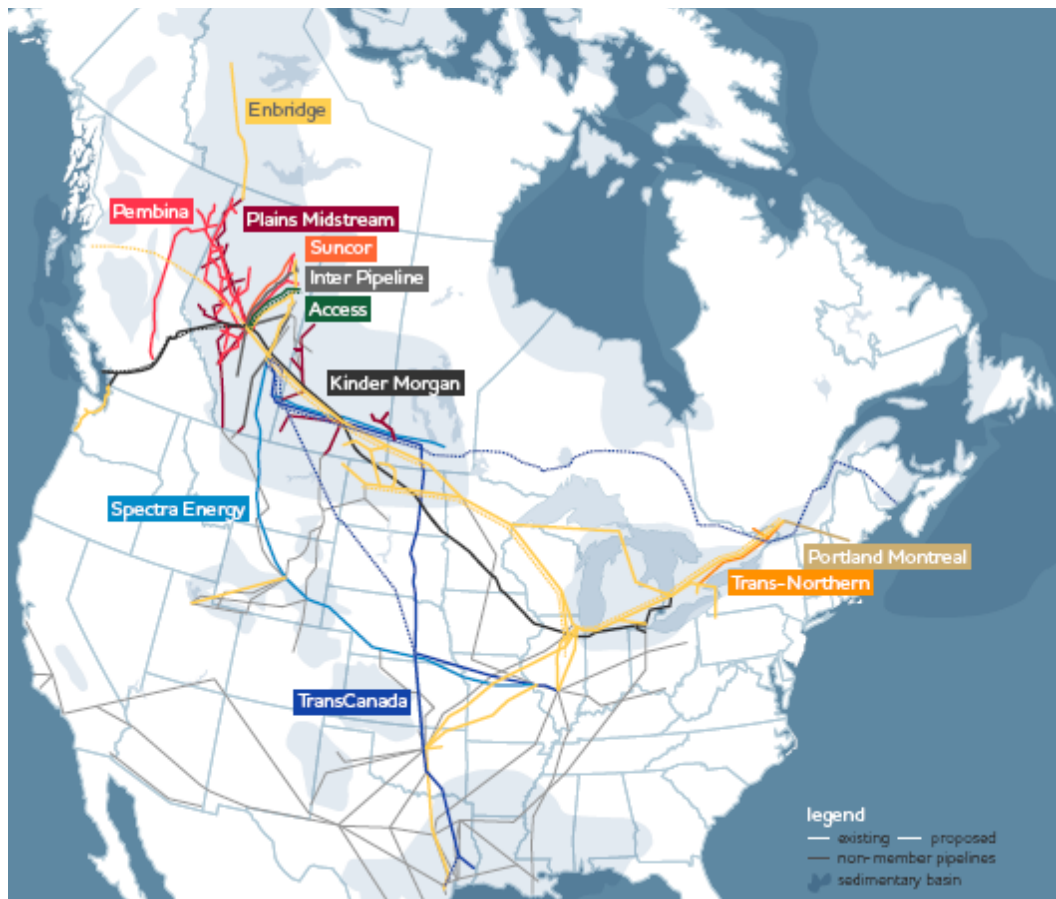 Enbridge
Pembina
Plains Midstream
Suncor
Inter Pipeline
Access
Kinder Morgan
Spectra Energy
Portland Montreal
Trans-Northern
TransCanada
legend
existing proposed
non-member pipelines
sedimentary basin